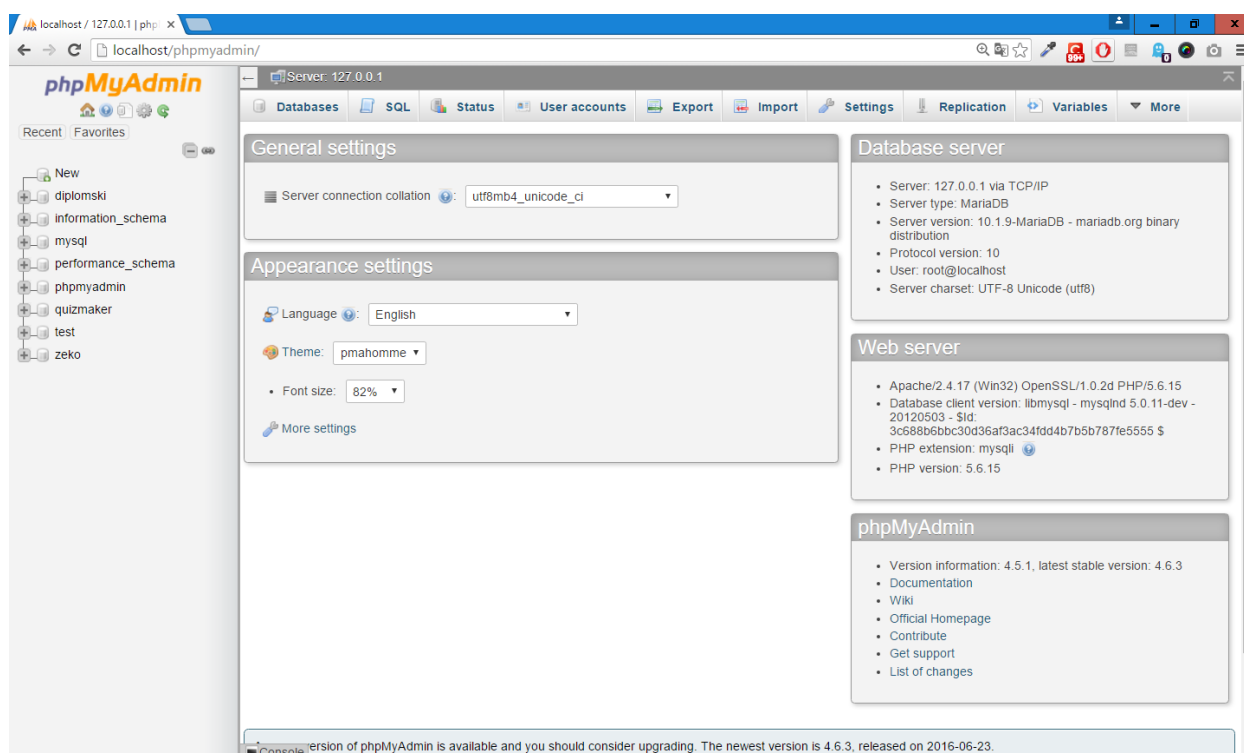 localhost / 127.0.0.1 | php
localhost/phpmyadmin/
99+
0
phpMyAdmin
Recent Favorites
New
diplomski
information_schema
mysql
performance_schema
phpmyadmin
quizmaker
test
zeko
Server: 127.0.0.1
Databases SQL Status User accounts Export Import Settings Replication Variables More
General settings
Server connection collation : utf8mb4_unicode_ci
Appearance settings
Language : English
Theme: pmahomme
Font size: 82%
More settings
Database server
Server: 127.0.0.1 via TCP/IP
Server type: MariaDB
Server version: 10.1.9-MariaDB - mariadb.org binary
distribution
Protocol version: 10
User: root@localhost
Server charset: UTF-8 Unicode (utf8)
Web server
Apache/2.4.17 (Win32) OpenSSL/1.0.2d PHP/5.6.15
Database client version: libmysql - mysqlnd 5.0.11-dev -
20120503 - $Id:
3c688b6bbc30d36af3ac34fdd4b7b5b787fe5555 $
PHP extension: mysqli
PHP version: 5.6.15
phpMyAdmin
Version information: 4.5.1, latest stable version: 4.6.3
Documentation
Wiki
Official Homepage
Contribute
Get support
List of changes
Console
ersion of phpMyAdmin is available and you should consider upgrading. The newest version is 4.6.3, released on 2016-06-23.